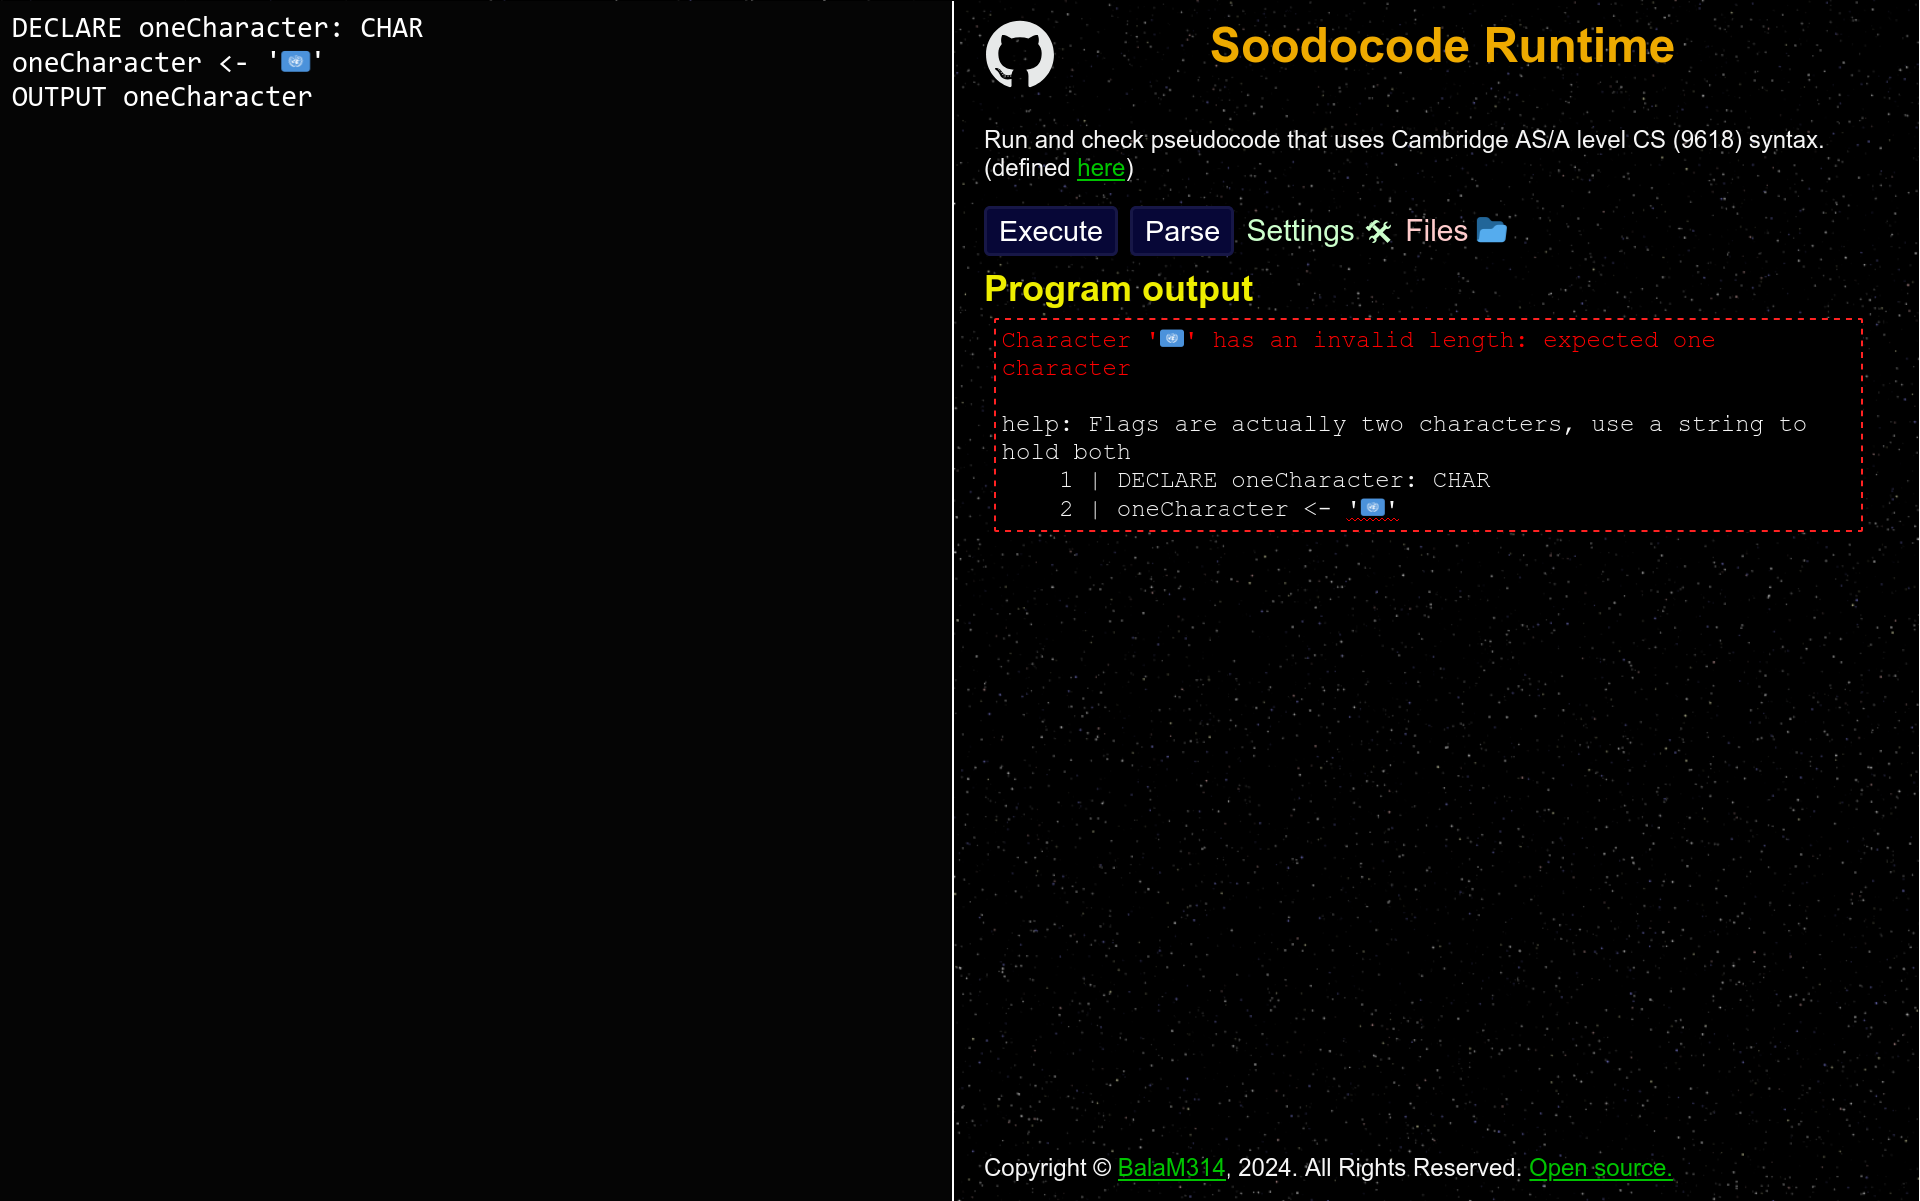 DECLARE oneCharacter: CHAR
oneCharacter <- '🇺🇳'
OUTPUT oneCharacter
Soodocode Runtime
Run and check pseudocode that uses Cambridge AS/A level CS (9618) syntax.
(defined here)
Execute Parse Settings 🛠 Files 📂
Program output
Character '🇺🇳' has an invalid length: expected one
character
help: Flags are actually two characters, use a string to
hold both
1 | DECLARE oneCharacter: CHAR
2 | oneCharacter <- '🇺🇳'
Copyright © BalaM314, 2024. All Rights Reserved. Open source.